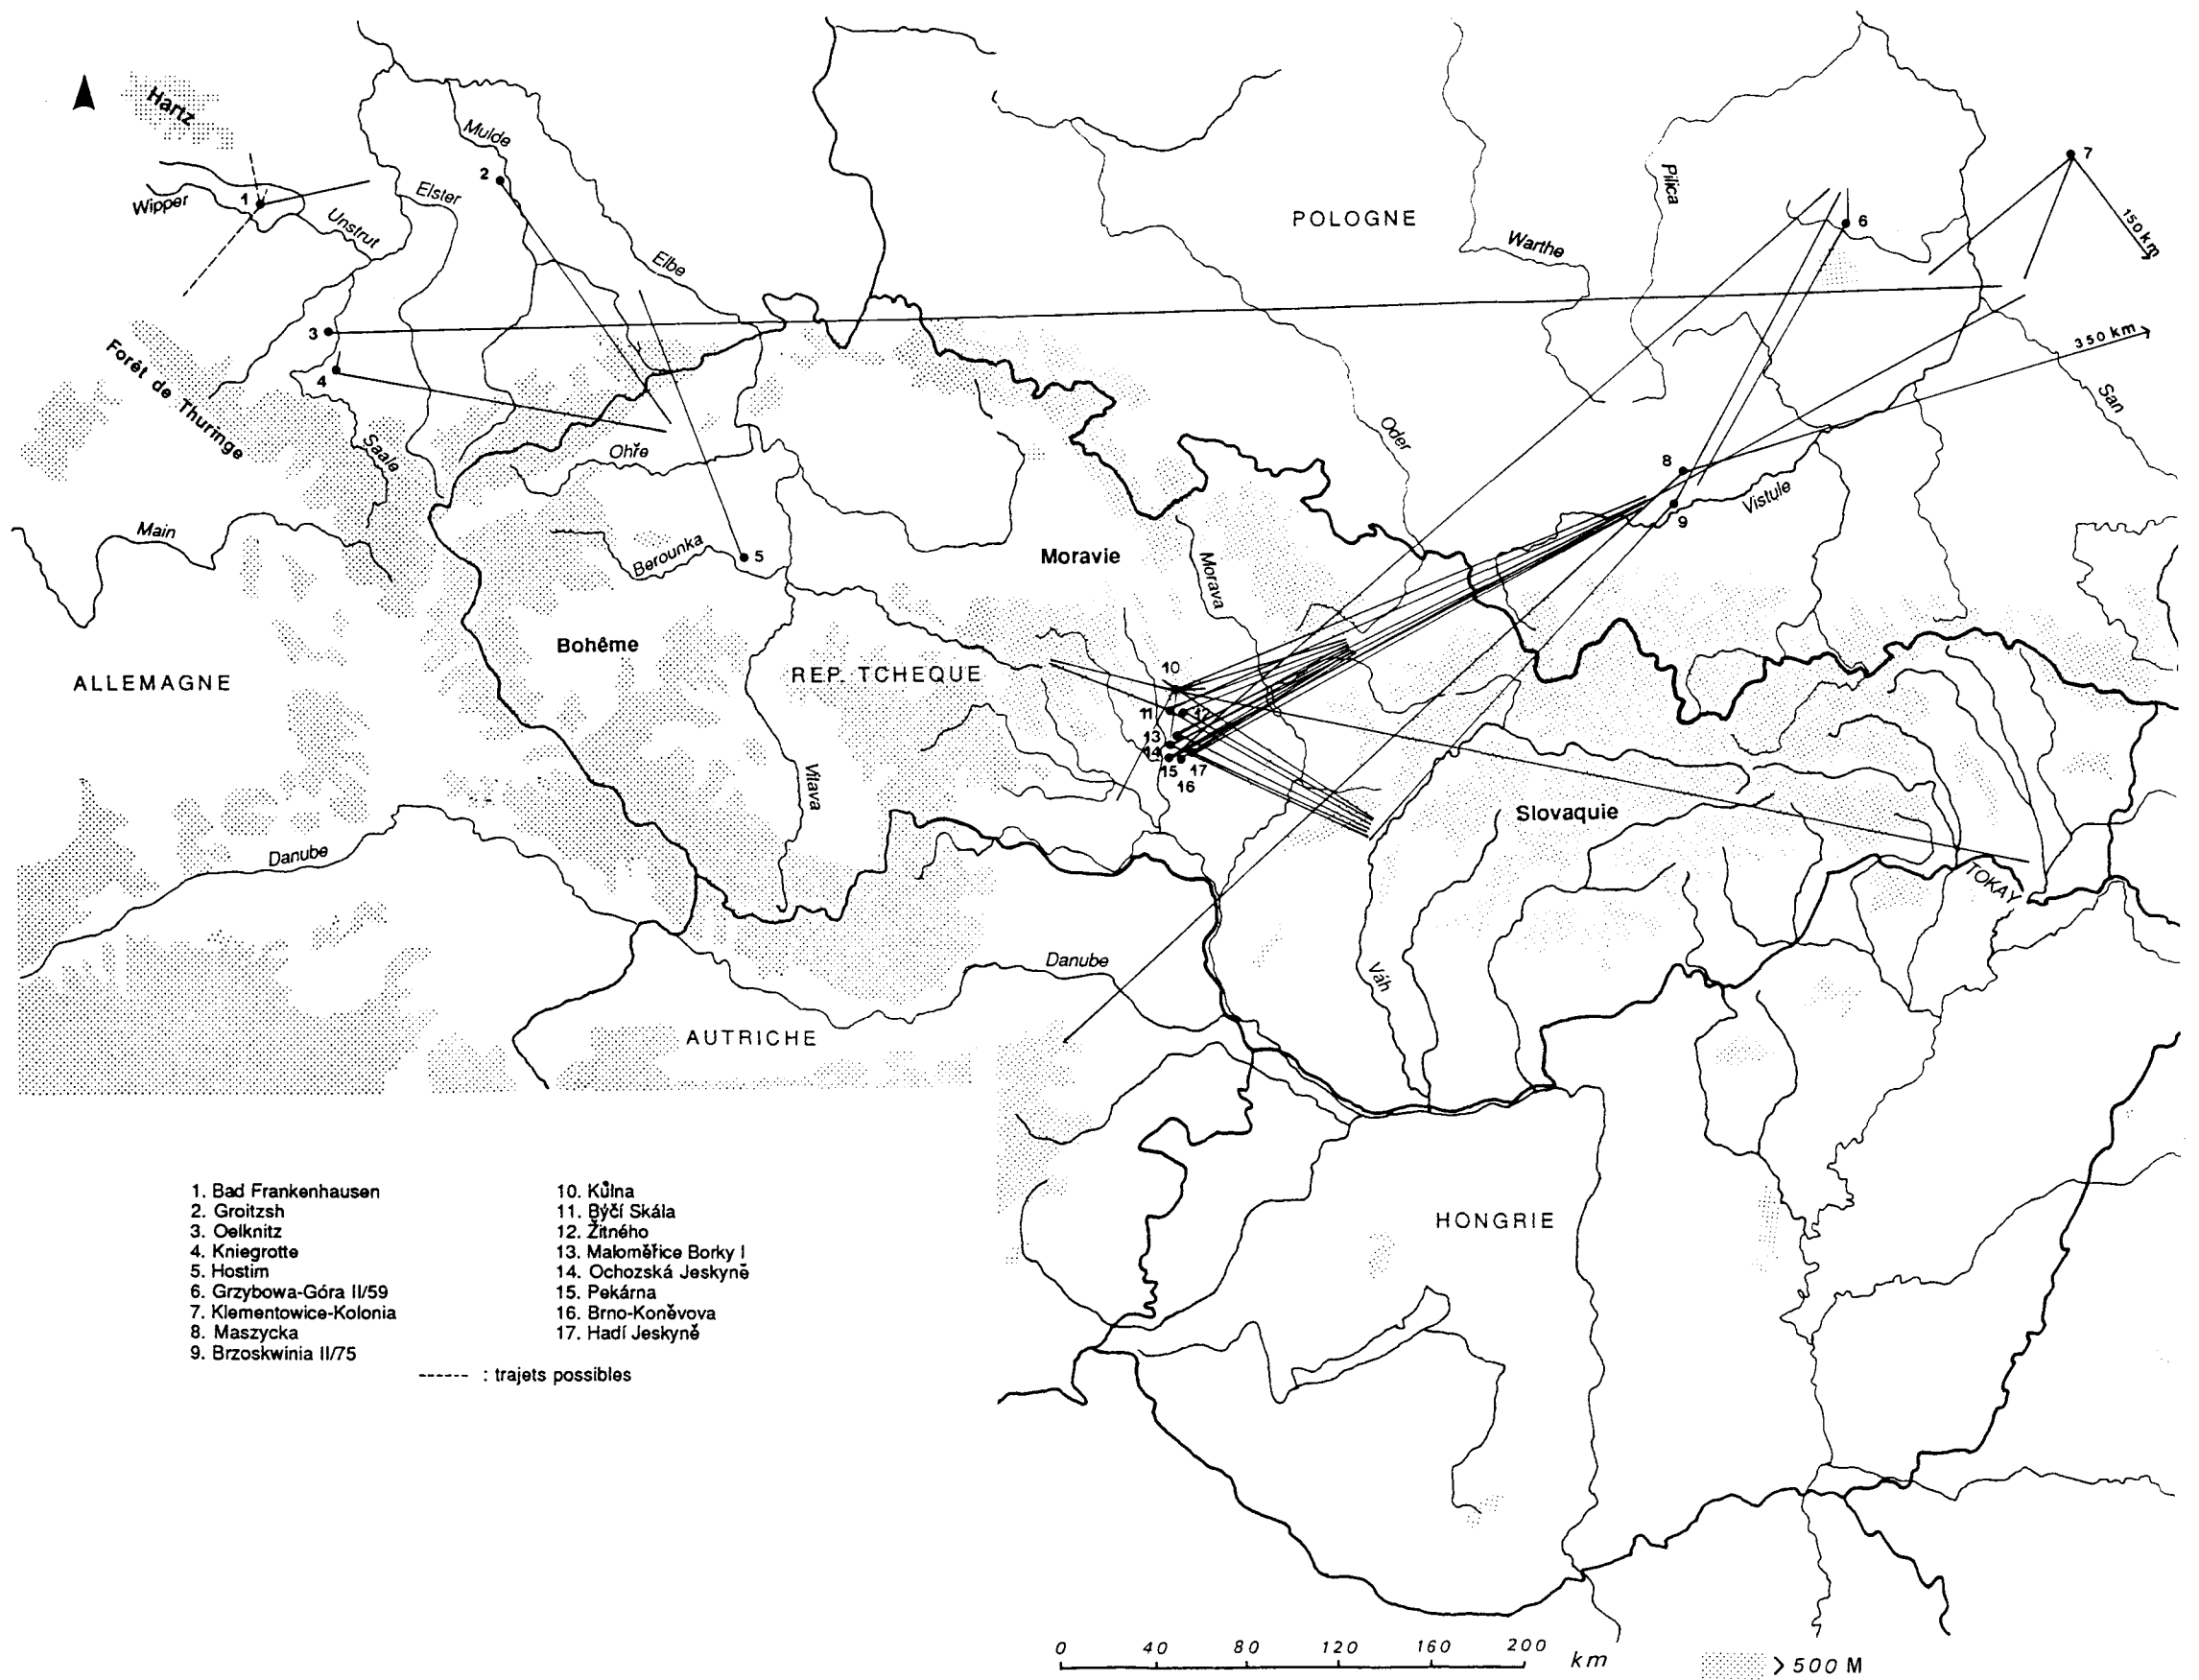 Hartz
Mulde
2
7
Wipper
1
Elster
Unstrut
Pilica
POLOGNE
6
150 km
Warthe
Elbe
3
Forêt de Thuringe
4
350 km
San
Saale
Ohře
Oder
8
Vistule
9
Main
Berounka
5
Moravie
Morava
Bohême
ALLEMAGNE
REP. TCHEQUE
10
11
12
13
14
15
17
16
Vltava
Slovaquie
Danube
TOKAY
Danube
Váh
AUTRICHE
1. Bad Frankenhausen
2. Groitzsh
3. Oelknitz
4. Kniegrotte
5. Hostim
6. Grzybowa-Góra II/59
7. Klementowice-Kolonia
8. Maszycka
9. Brzoskwinia II/75
10. Kůlna
11. Býčí Skála
12. Žitného
13. Maloměřice Borky I
14. Ochozská Jeskyně
15. Pekárna
16. Brno-Koněvova
17. Hadí Jeskyně
------ : trajets possibles
HONGRIE
0 40 80 120 160 200 km
> 500 M